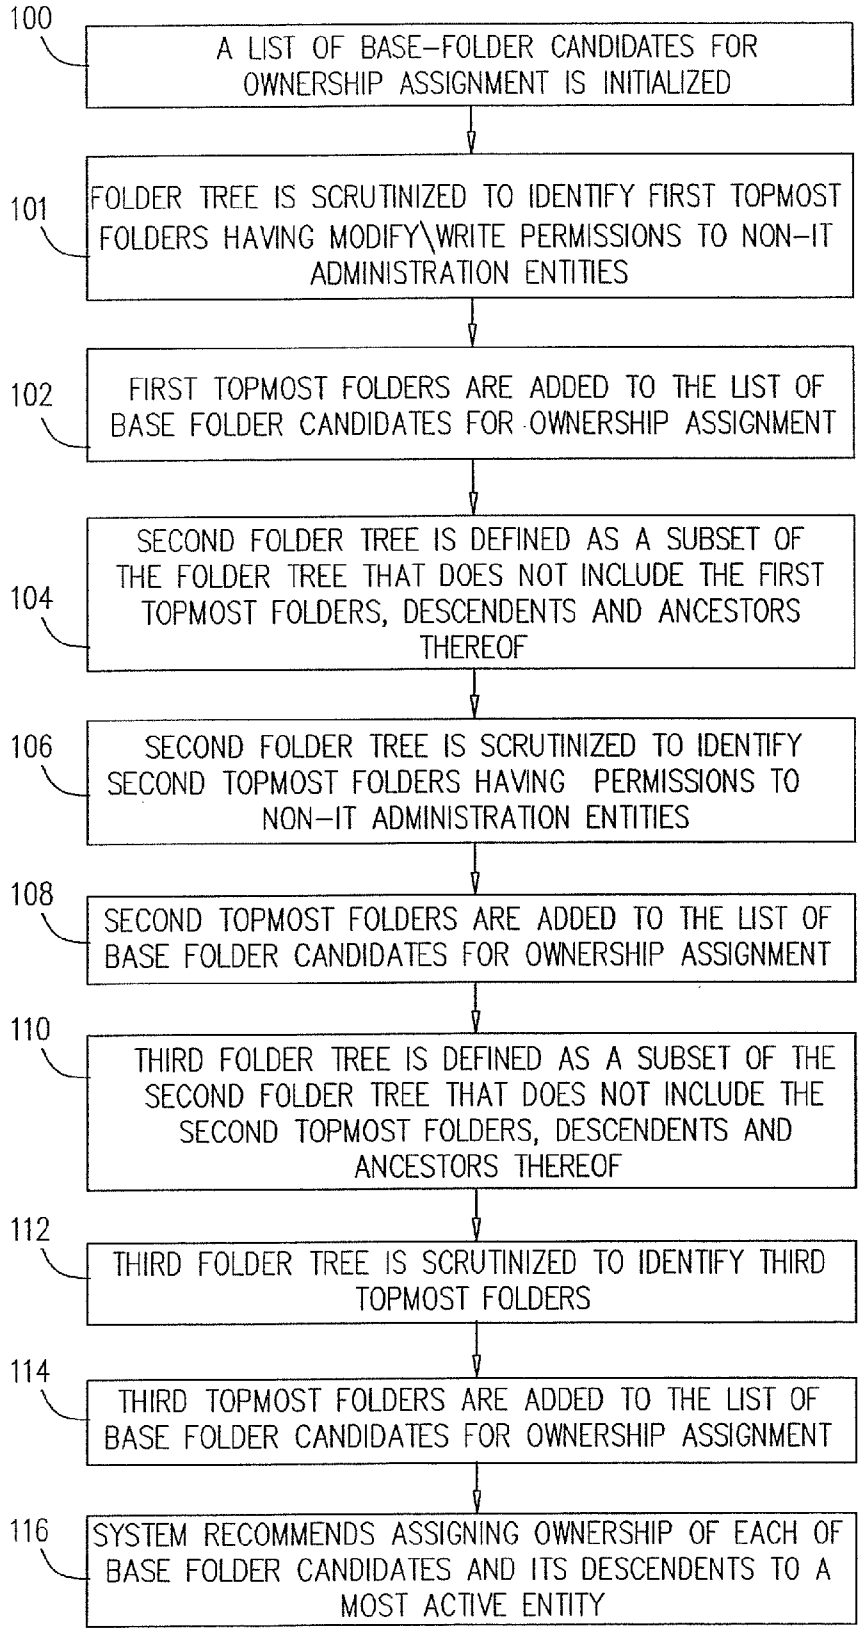 100
A LIST OF BASE-FOLDER CANDIDATES FOR
OWNERSHIP ASSIGNMENT IS INITIALIZED
101
FOLDER TREE IS SCRUTINIZED TO IDENTIFY FIRST TOPMOST
FOLDERS HAVING MODIFY\WRITE PERMISSIONS TO NON-IT
ADMINISTRATION ENTITIES
102
FIRST TOPMOST FOLDERS ARE ADDED TO THE LIST OF
BASE FOLDER CANDIDATES FOR OWNERSHIP ASSIGNMENT
104
SECOND FOLDER TREE IS DEFINED AS A SUBSET OF
THE FOLDER TREE THAT DOES NOT INCLUDE THE FIRST
TOPMOST FOLDERS, DESCENDENTS AND ANCESTORS
THEREOF
106
SECOND FOLDER TREE IS SCRUTINIZED TO IDENTIFY
SECOND TOPMOST FOLDERS HAVING PERMISSIONS TO
NON-IT ADMINISTRATION ENTITIES
108
SECOND TOPMOST FOLDERS ARE ADDED TO THE LIST OF
BASE FOLDER CANDIDATES FOR OWNERSHIP ASSIGNMENT
110
THIRD FOLDER TREE IS DEFINED AS A SUBSET OF THE
SECOND FOLDER TREE THAT DOES NOT INCLUDE THE
SECOND TOPMOST FOLDERS, DESCENDENTS AND
ANCESTORS THEREOF
112
THIRD FOLDER TREE IS SCRUTINIZED TO IDENTIFY THIRD
TOPMOST FOLDERS
114
THIRD TOPMOST FOLDERS ARE ADDED TO THE LIST OF
BASE FOLDER CANDIDATES FOR OWNERSHIP ASSIGNMENT
116
SYSTEM RECOMMENDS ASSIGNING OWNERSHIP OF EACH OF
BASE FOLDER CANDIDATES AND ITS DESCENDENTS TO A
MOST ACTIVE ENTITY